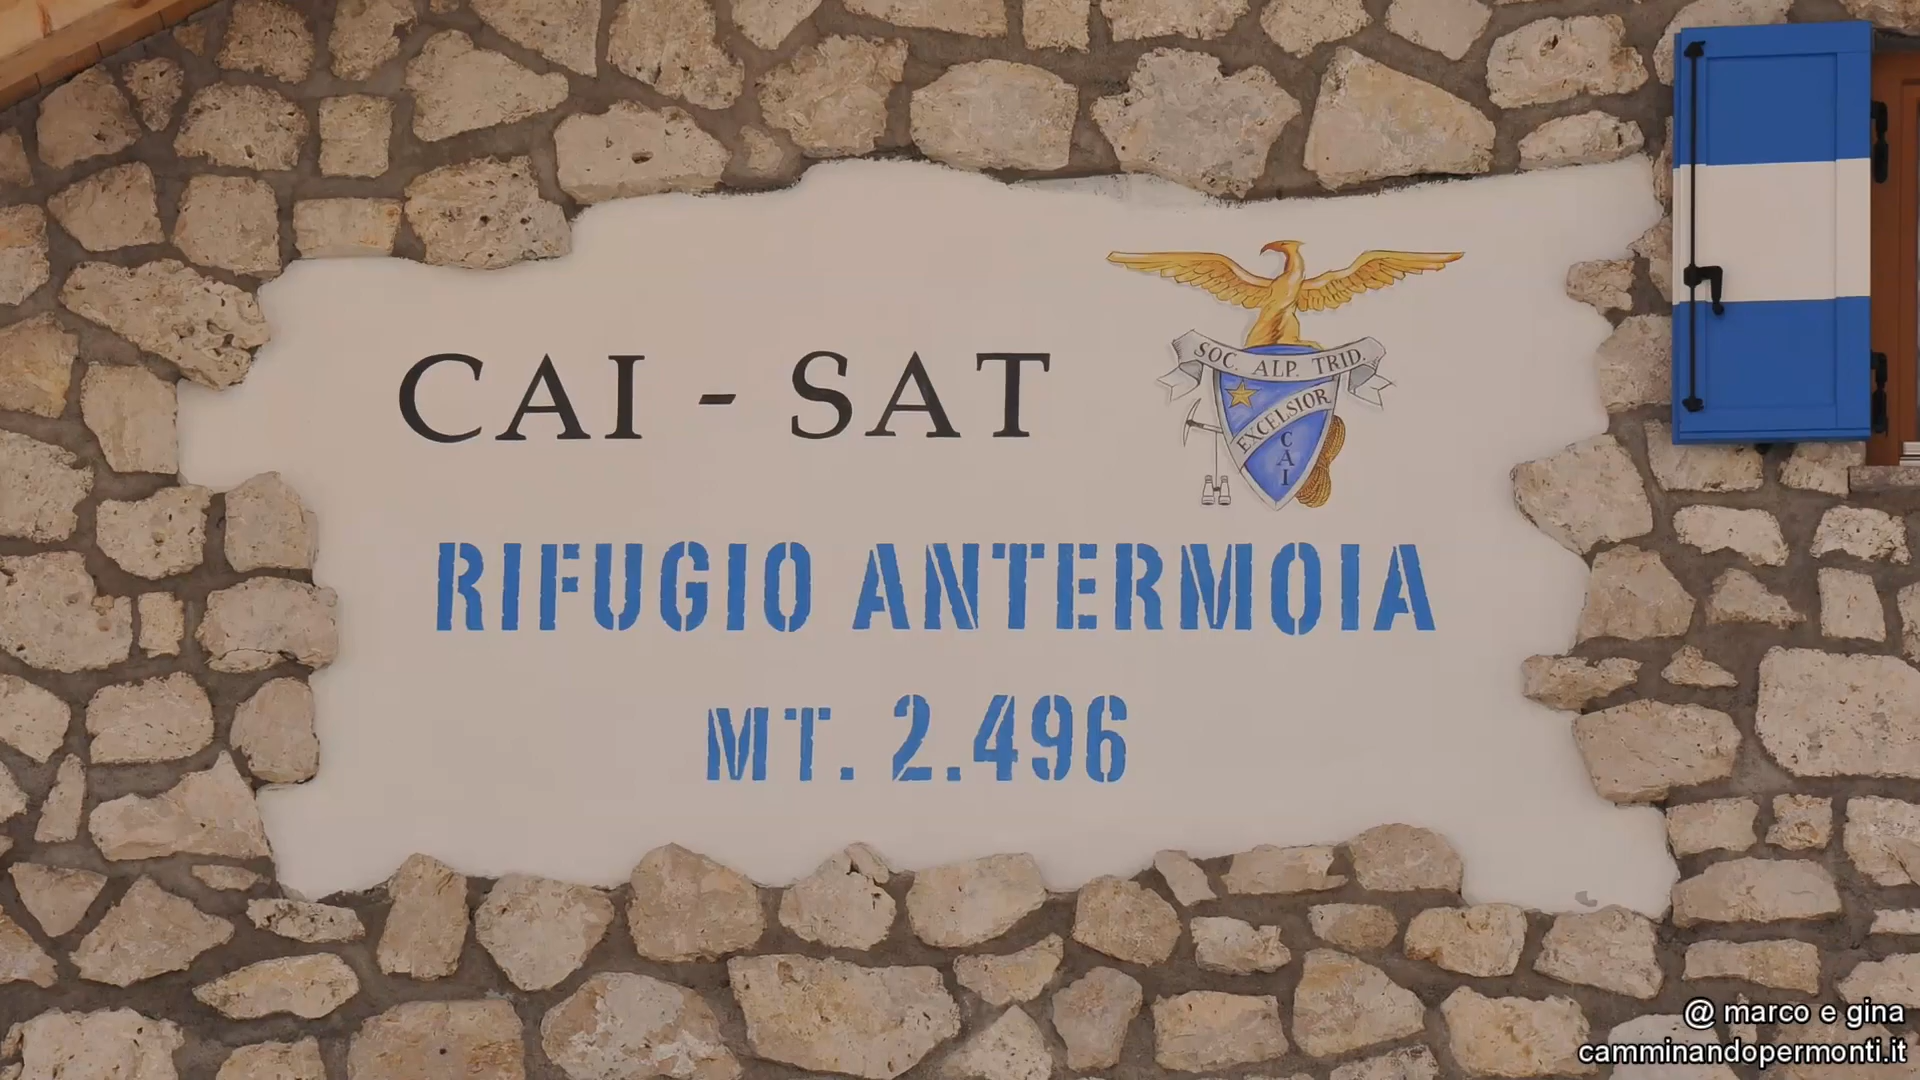 CAI - SAT
SOC. ALP. TRID.
EXCELSIOR
CAI
RIFUGIO ANTERMOIA
MT. 2.496
@ marco e gina
camminandopermonti.it